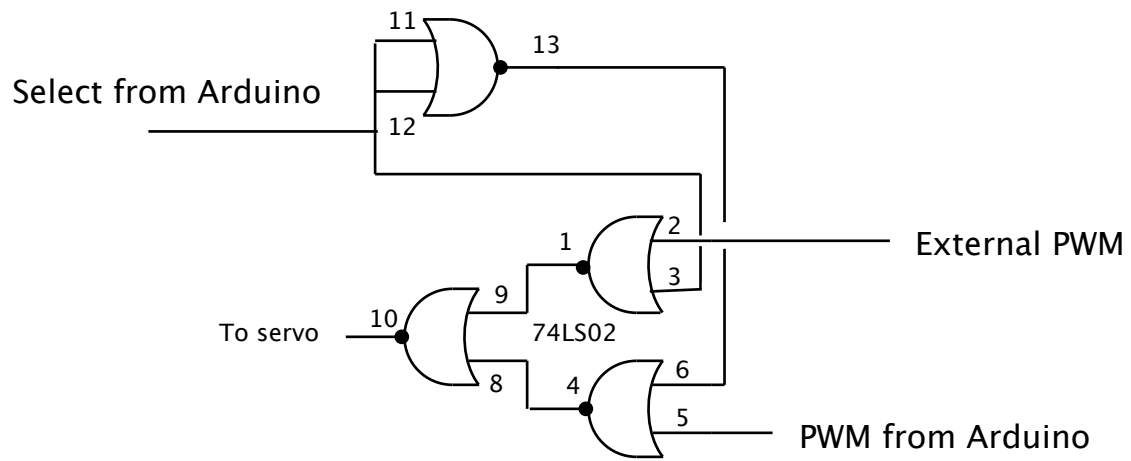 11
13
Select from Arduino
12
2
1
External PWM
3
9
10
To servo
74LS02
8
4
6
5
PWM from Arduino